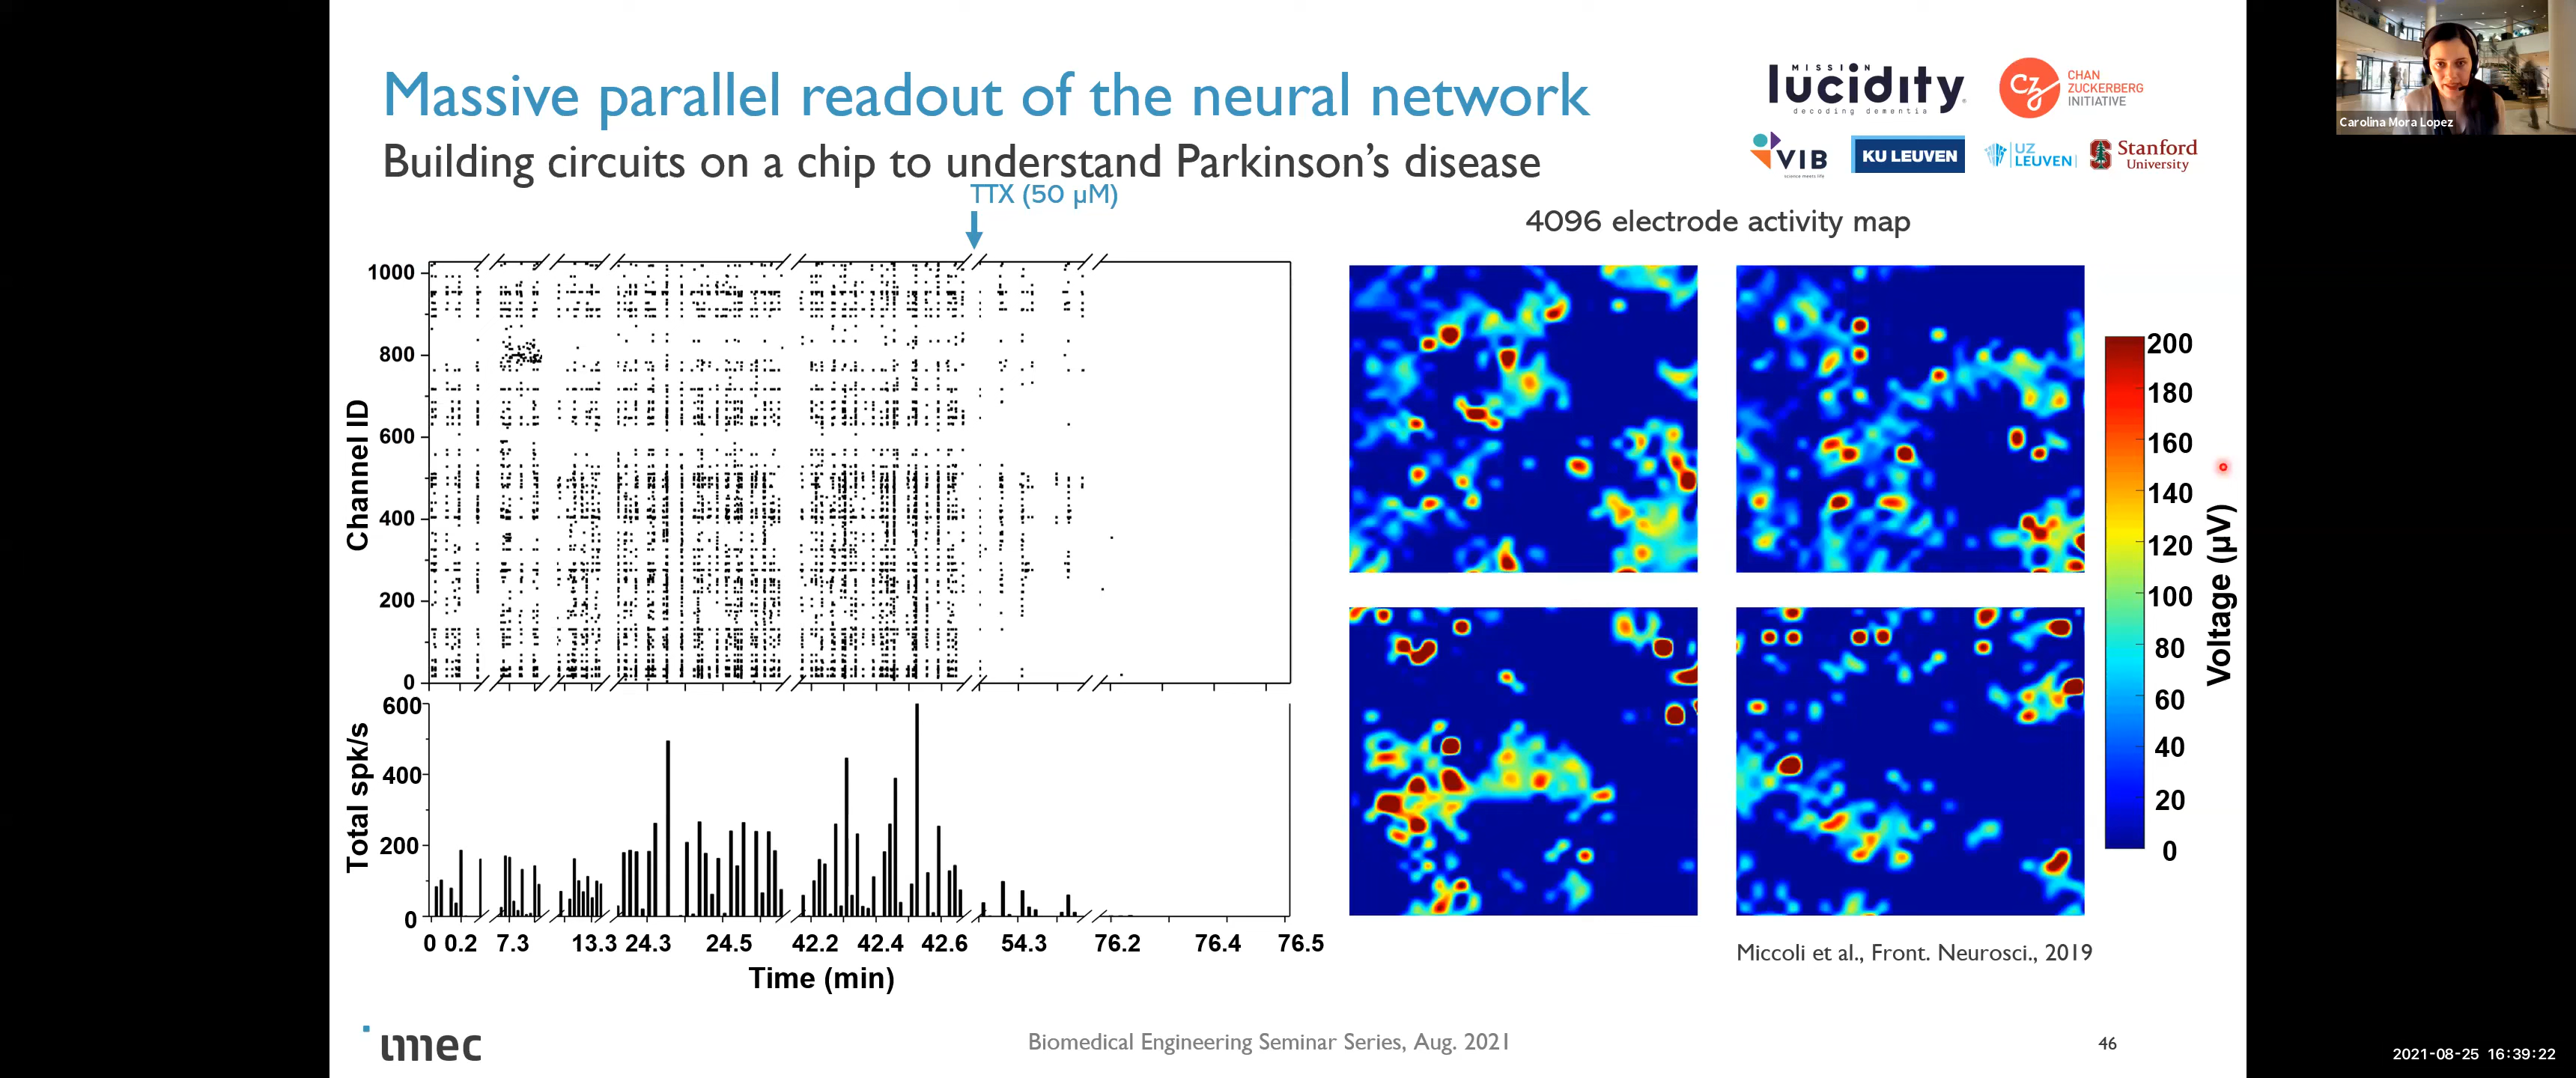 Massive parallel readout of the neural network
Building circuits on a chip to understand Parkinson's disease
MISSION
lucidity
decoding dementia
CZ
CHAN
ZUCKERBERG
INITIATIVE
VIB
science meets life
KU LEUVEN
UZ
LEUVEN
Stanford
University
Carolina Mora Lopez
TTX (50 µM)
1000
800
600
400
200
0
Channel ID
600
400
200
0
Total spk/s
0 0.2 7.3 13.3 24.3 24.5 42.2 42.4 42.6 54.3 76.2 76.4 76.5
Time (min)
4096 electrode activity map
200
180
160
140
120
100
80
60
40
20
0
Voltage (µV)
Miccoli et al., Front. Neurosci., 2019
imec
Biomedical Engineering Seminar Series, Aug. 2021
46
2021-08-25 16:39:22